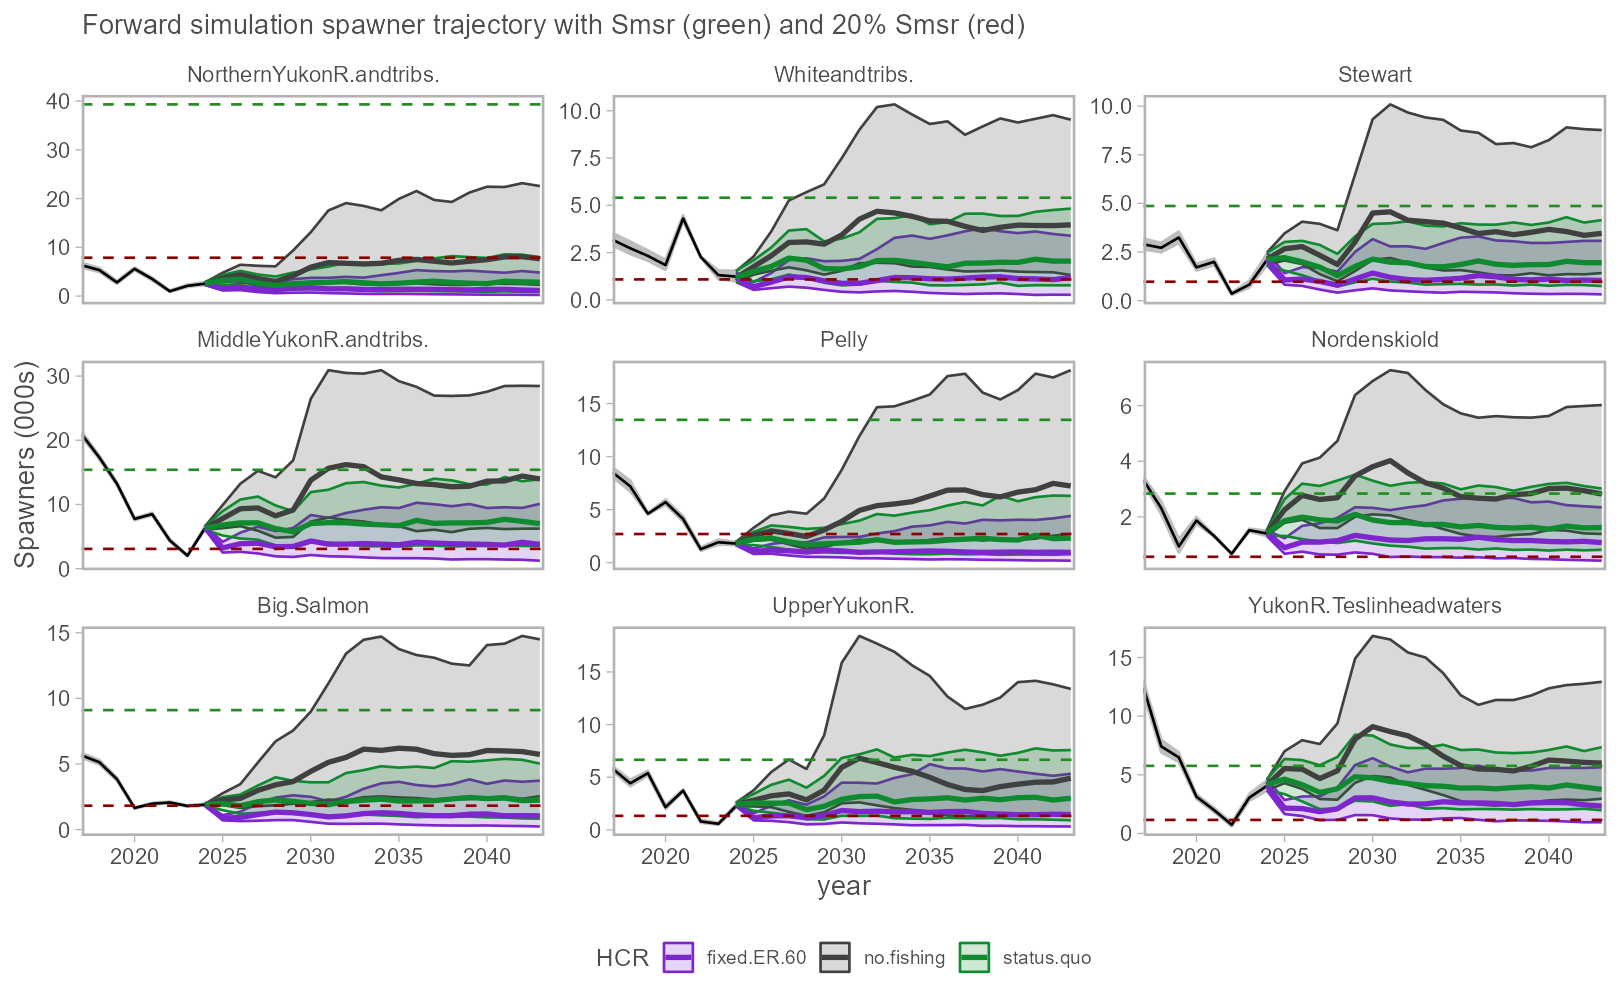 Forward simulation spawner trajectory with Smsr (green) and 20% Smsr (red)
NorthernYukonR.andtribs.
Whiteandtribs.
Stewart
40
30
20
10
0
10.0
7.5
5.0
2.5
0.0
10.0
7.5
5.0
2.5
0.0
MiddleYukonR.andtribs.
Pelly
Nordenskiold
Spawners (000s)
30
20
10
0
15
10
5
0
6
4
2
Big.Salmon
UpperYukonR.
YukonR.Teslinheadwaters
15
10
5
0
15
10
5
0
15
10
5
0
2020 2025 2030 2035 2040
2020 2025 2030 2035 2040
2020 2025 2030 2035 2040
year
HCR fixed.ER.60 no.fishing status.quo